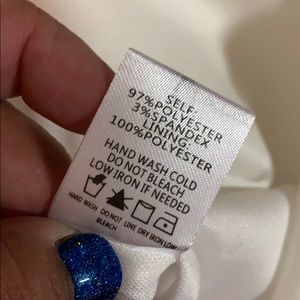 SELF:
97%POLYESTER
3%SPANDEX
LINING:
100%POLYESTER
HAND WASH COLD
DO NOT BLEACH
LOW IRON IF NEEDED
HAND WASH DO NOT LINE DRY IRON LOW
BLEACH